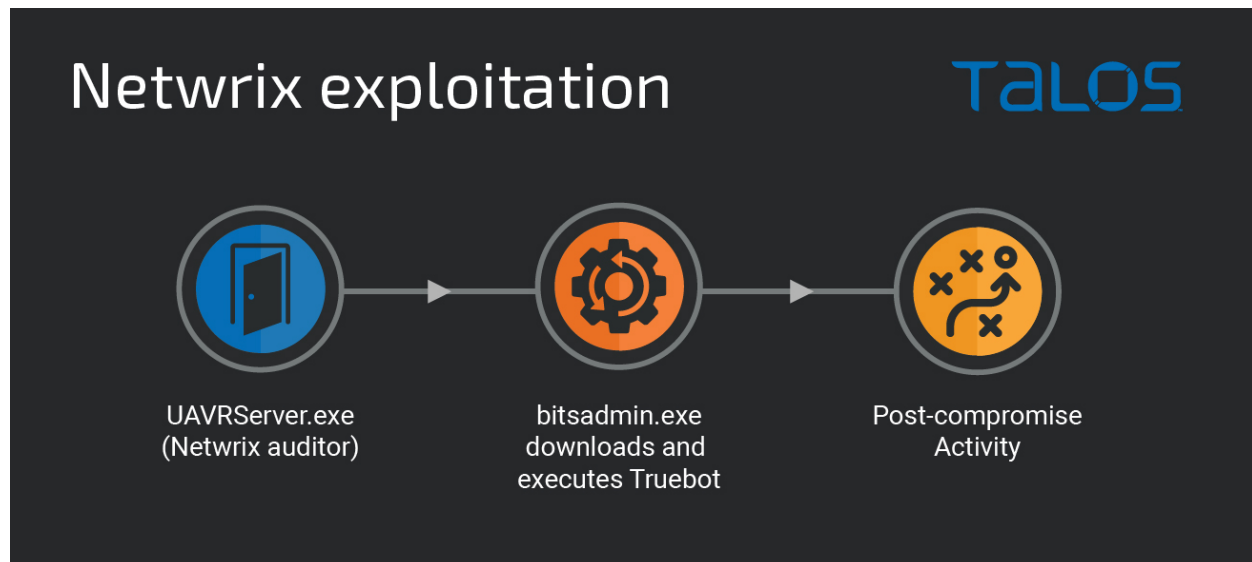 Netwrix exploitation
TALOS
UAVRServer.exe
(Netwrix auditor)
bitsadmin.exe
downloads and
executes Truebot
Post-compromise
Activity